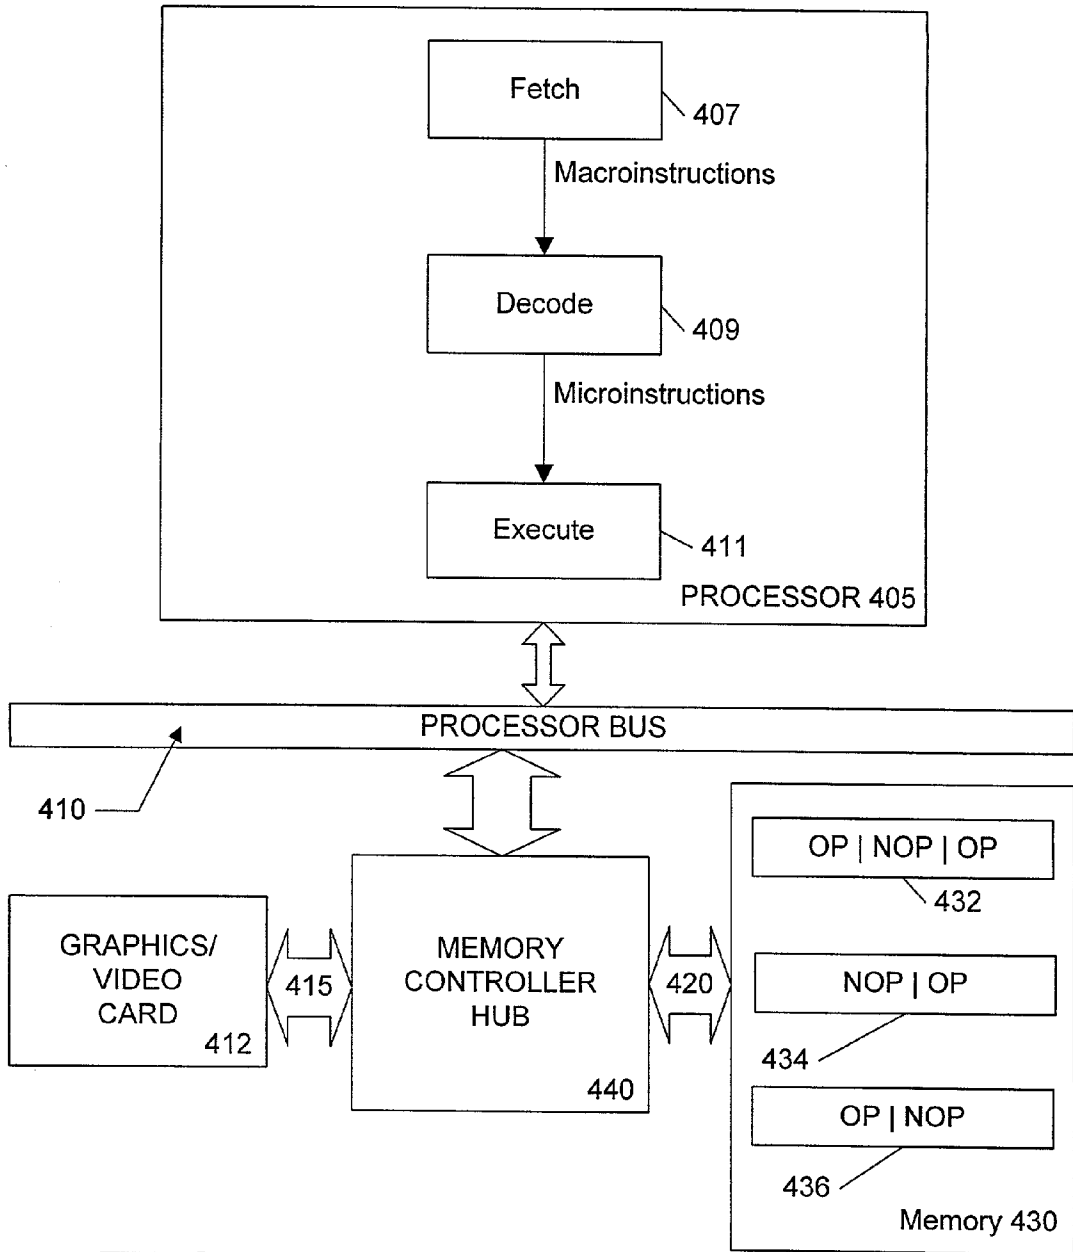 Fetch
407
Macroinstructions
Decode
409
Microinstructions
Execute
411
PROCESSOR 405
PROCESSOR BUS
410
OP | NOP | OP
432
GRAPHICS/
VIDEO
CARD
412
415
MEMORY
CONTROLLER
HUB
440
420
NOP | OP
434
OP | NOP
436
Memory 430